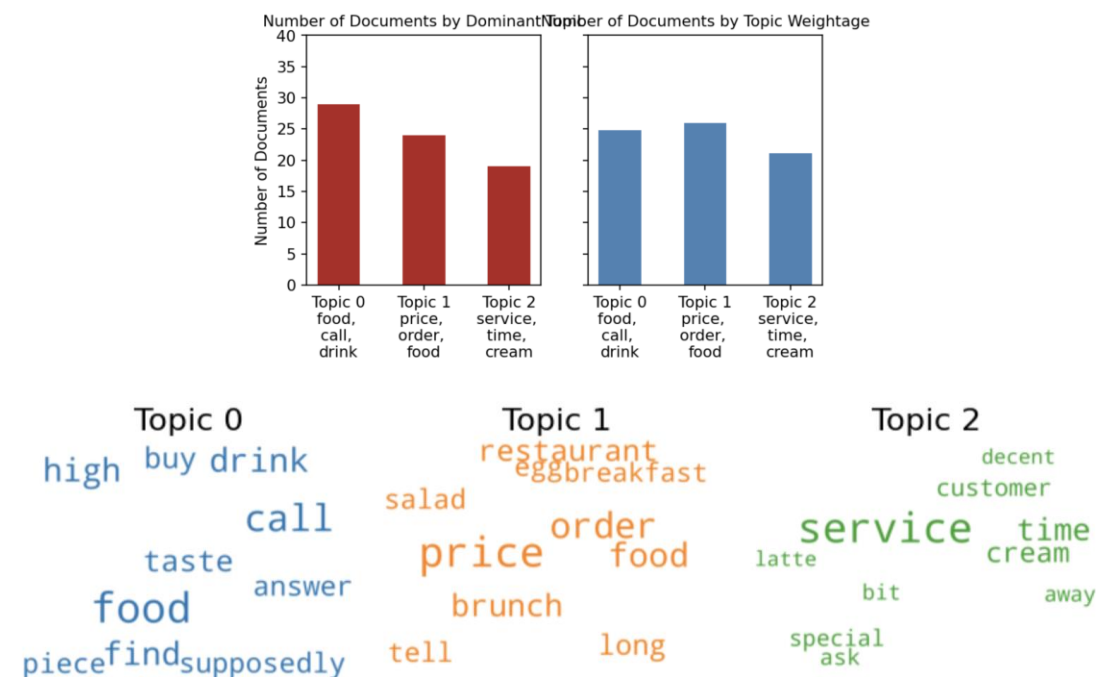 Number of Documents by Dominant Topic
Number of Documents by Topic Weightage
Number of Documents
40
35
30
25
20
15
10
5
0
Topic 0
food,
call,
drink
Topic 1
price,
order,
food
Topic 2
service,
time,
cream
Topic 0
food,
call,
drink
Topic 1
price,
order,
food
Topic 2
service,
time,
cream
Topic 0
high
buy
drink
call
taste
answer
food
find
piece
supposedly
Topic 1
restaurant
egg
breakfast
salad
order
price
food
brunch
tell
long
Topic 2
decent
customer
service
time
cream
latte
bit
away
special
ask